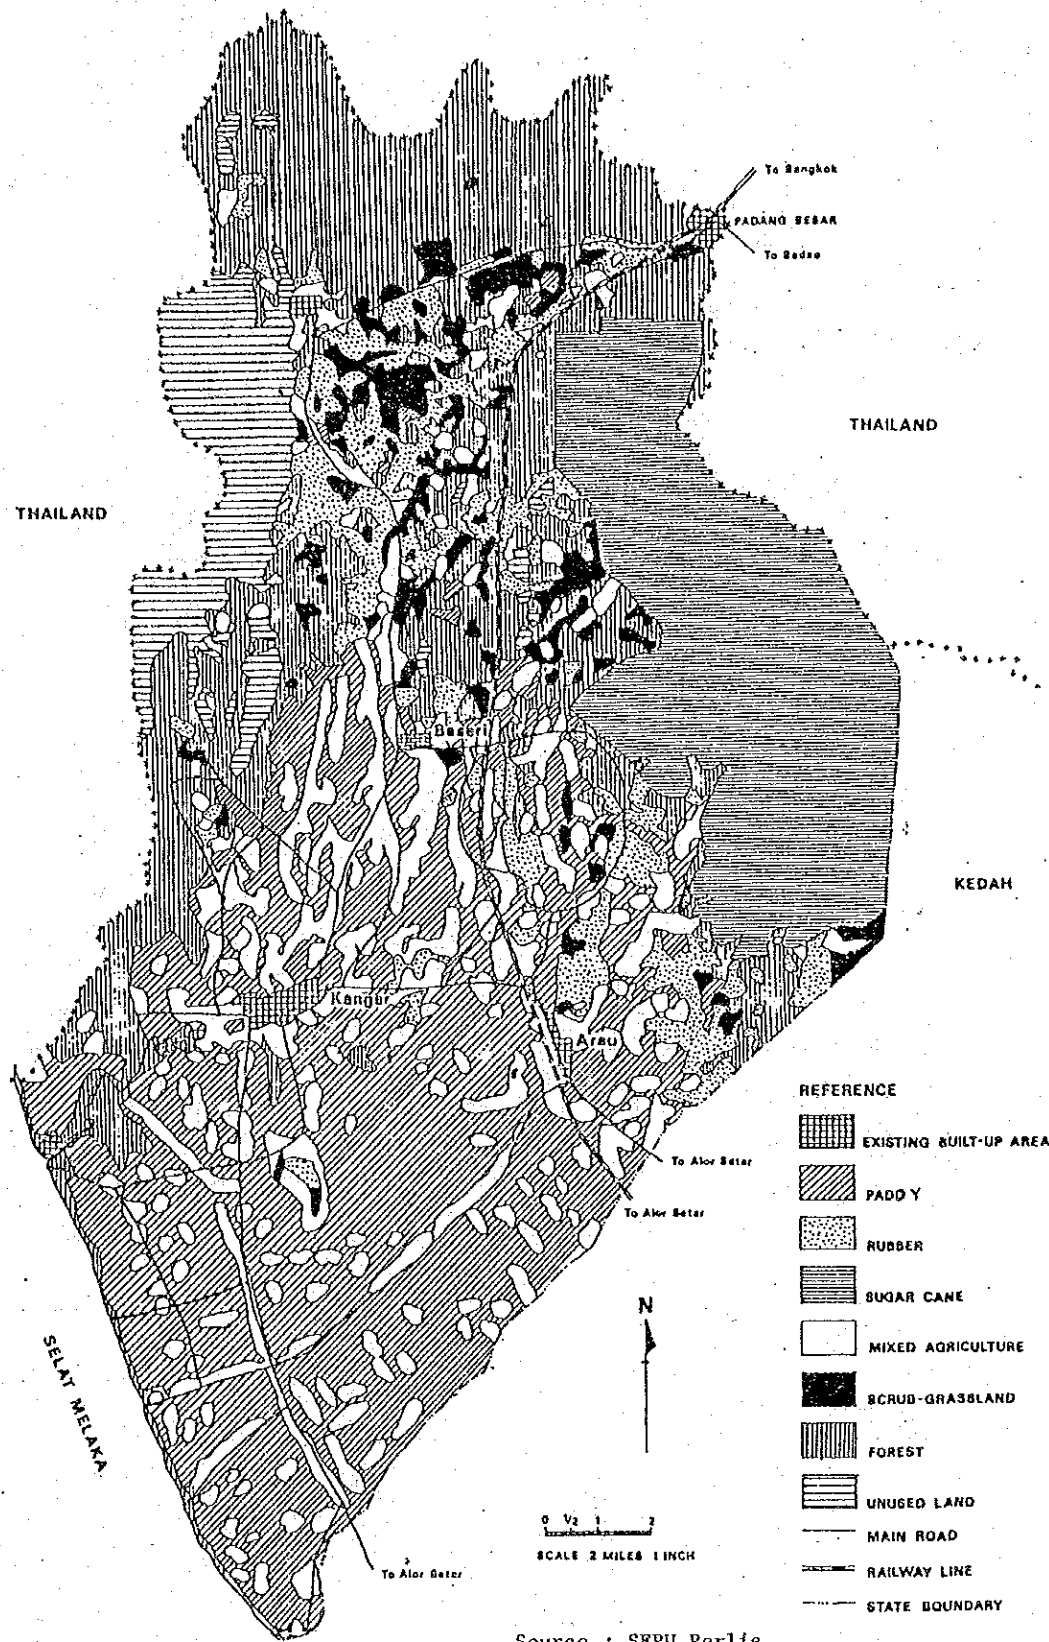 To Bangkok
PADANG BESAR
To Sadao
THAILAND
THAILAND
Baseri
KEDAH
Kangar
Arau
REFERENCE
EXISTING BUILT-UP AREA
To Alor Setar
PADDY
To Alor Setar
RUBBER
SUGAR CANE
N
MIXED AGRICULTURE
SELAT MELAKA
SCRUB-GRASSLAND
FOREST
UNUSED LAND
0 ½ 1 2
MAIN ROAD
SCALE 2 MILES 1 INCH
RAILWAY LINE
To Alor Setar
STATE BOUNDARY
Source : SEPU Perlis